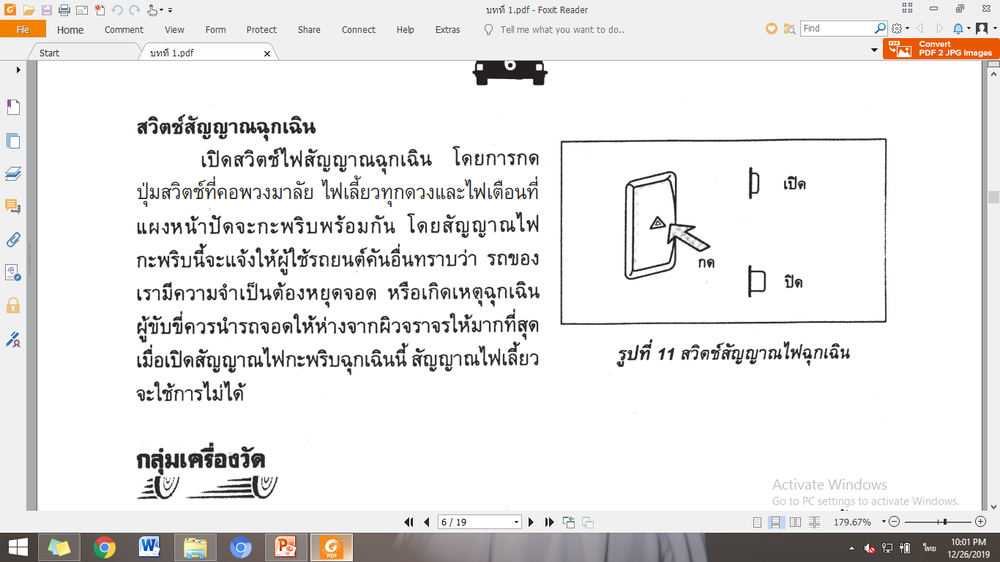 บทที่ 1.pdf - Foxit Reader
File Home Comment View Form Protect Share Connect Help Extras Tell me what you want to do.. Find
Start บทที่ 1.pdf
PDF Convert
PDF 2 JPG Images
6
สวิตช์สัญญาณฉุกเฉิน
เปิดสวิตช์ไฟสัญญาณฉุกเฉิน โดยการกด
ปุ่มสวิตช์ที่คอพวงมาลัย ไฟเลี้ยวทุกดวงและไฟเตือนที่
แผงหน้าปัดจะกะพริบพร้อมกัน โดยสัญญาณไฟ
กะพริบนี้จะแจ้งให้ผู้ใช้รถยนต์คันอื่นทราบว่า รถของ
เรามีความจำเป็นต้องหยุดจอด หรือเกิดเหตุฉุกเฉิน
ผู้ขับขี่ควรนำรถจอดให้ห่างจากผิวจราจรให้มากที่สุด
เมื่อเปิดสัญญาณไฟกะพริบฉุกเฉินนี้ สัญญาณไฟเลี้ยว
จะใช้การไม่ได้
เปิด
กด
ปิด
รูปที่ 11 สวิตช์สัญญาณไฟฉุกเฉิน
กลุ่มเครื่องวัด
Activate Windows
Go to PC settings to activate Windows.
6 / 19
179.67%
PDF
ไทย
10:01 PM
12/26/2019